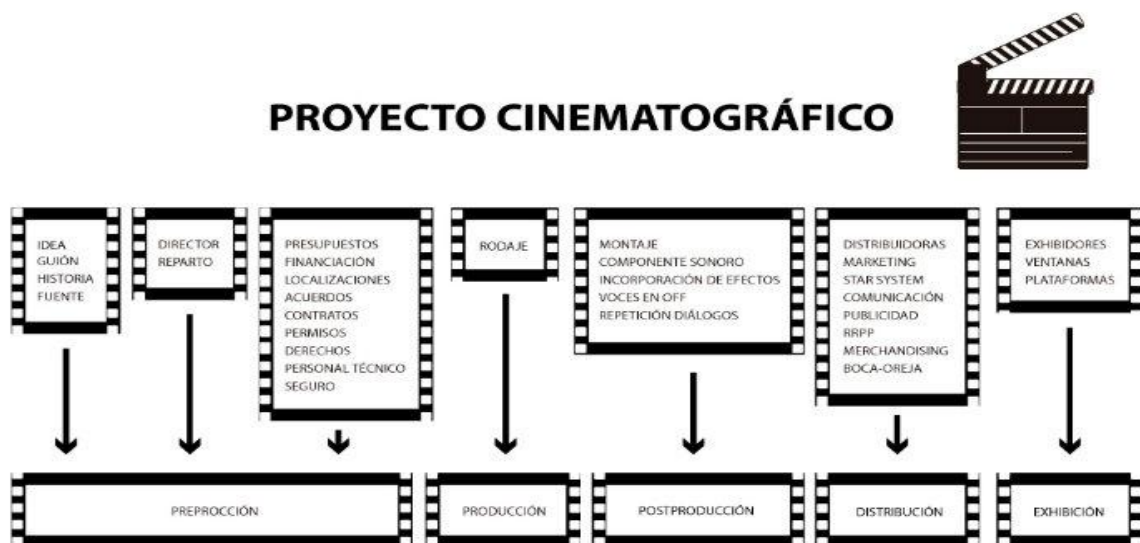 PROYECTO CINEMATOGRÁFICO
IDEA
GUIÓN
HISTORIA
FUENTE
DIRECTOR
REPARTO
PRESUPUESTOS
FINANCIACIÓN
LOCALIZACIONES
ACUERDOS
CONTRATOS
PERMISOS
DERECHOS
PERSONAL TÉCNICO
SEGURO
RODAJE
MONTAJE
COMPONENTE SONORO
INCORPORACIÓN DE EFECTOS
VOCES EN OFF
REPETICIÓN DIÁLOGOS
DISTRIBUIDORAS
MARKETING
STAR SYSTEM
COMUNICACIÓN
PUBLICIDAD
RRPP
MERCHANDISING
BOCA-OREJA
EXHIBIDORES
VENTANAS
PLATAFORMAS
PREPROCCIÓN
PRODUCCIÓN
POSTPRODUCCIÓN
DISTRIBUCIÓN
EXHIBICIÓN